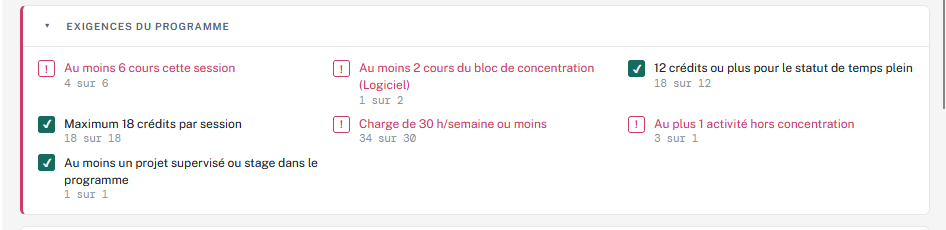 EXIGENCES DU PROGRAMME
Au moins 6 cours cette session
4 sur 6
Au moins 2 cours du bloc de concentration
(Logiciel)
1 sur 2
12 crédits ou plus pour le statut de temps plein
18 sur 12
Maximum 18 crédits par session
18 sur 18
Charge de 30 h/semaine ou moins
34 sur 30
Au plus 1 activité hors concentration
3 sur 1
Au moins un projet supervisé ou stage dans le
programme
1 sur 1